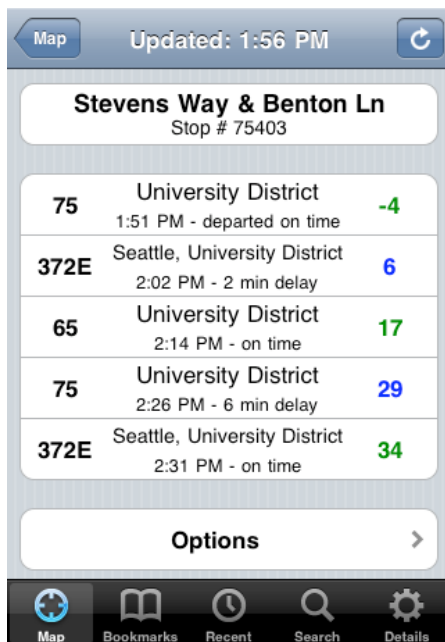 Map
Updated: 1:56 PM
Stevens Way & Benton Ln
Stop # 75403
75 University District -4
1:51 PM - departed on time
372E Seattle, University District 6
2:02 PM - 2 min delay
65 University District 17
2:14 PM - on time
75 University District 29
2:26 PM - 6 min delay
372E Seattle, University District 34
2:31 PM - on time
Options
Map Bookmarks Recent Search Details